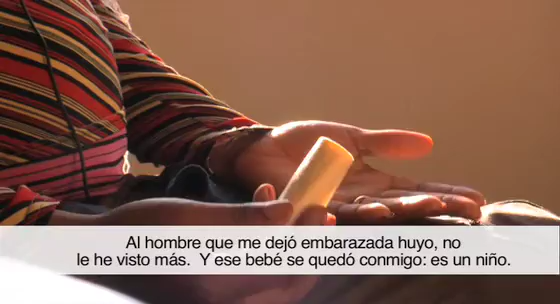 Al hombre que me dejó embarazada huyo, no
le he visto más.  Y ese bebé se quedó conmigo: es un niño.